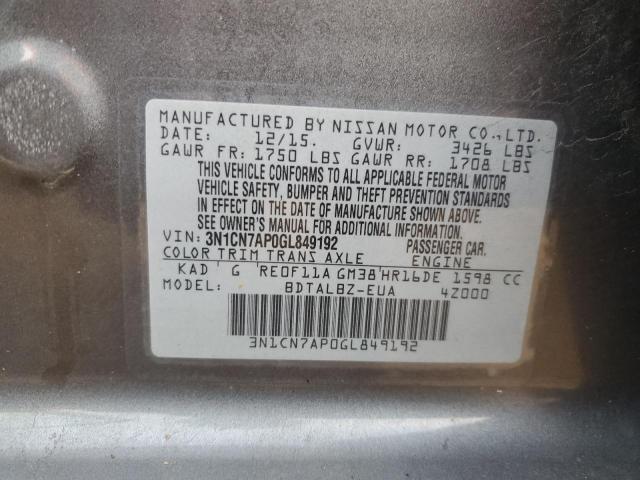 MANUFACTURED BY NISSAN MOTOR CO.,LTD.
DATE: 12/15. GVWR: 3426 LBS
GAWR FR: 1750 LBS GAWR RR: 1708 LBS
THIS VEHICLE CONFORMS TO ALL APPLICABLE FEDERAL MOTOR
VEHICLE SAFETY, BUMPER AND THEFT PREVENTION STANDARDS
IN EFFECT ON THE DATE OF MANUFACTURE SHOWN ABOVE.
SEE OWNER'S MANUAL FOR ADDITIONAL INFORMATION.
VIN: 3N1CN7AP0GL849192 PASSENGER CAR.
COLOR TRIM TRANS AXLE ENGINE
KAD G RE0F11A GM38 HR16DE 1598 CC
MODEL: BDTALBZ-EUA 4Z000
3N1CN7AP0GL849192